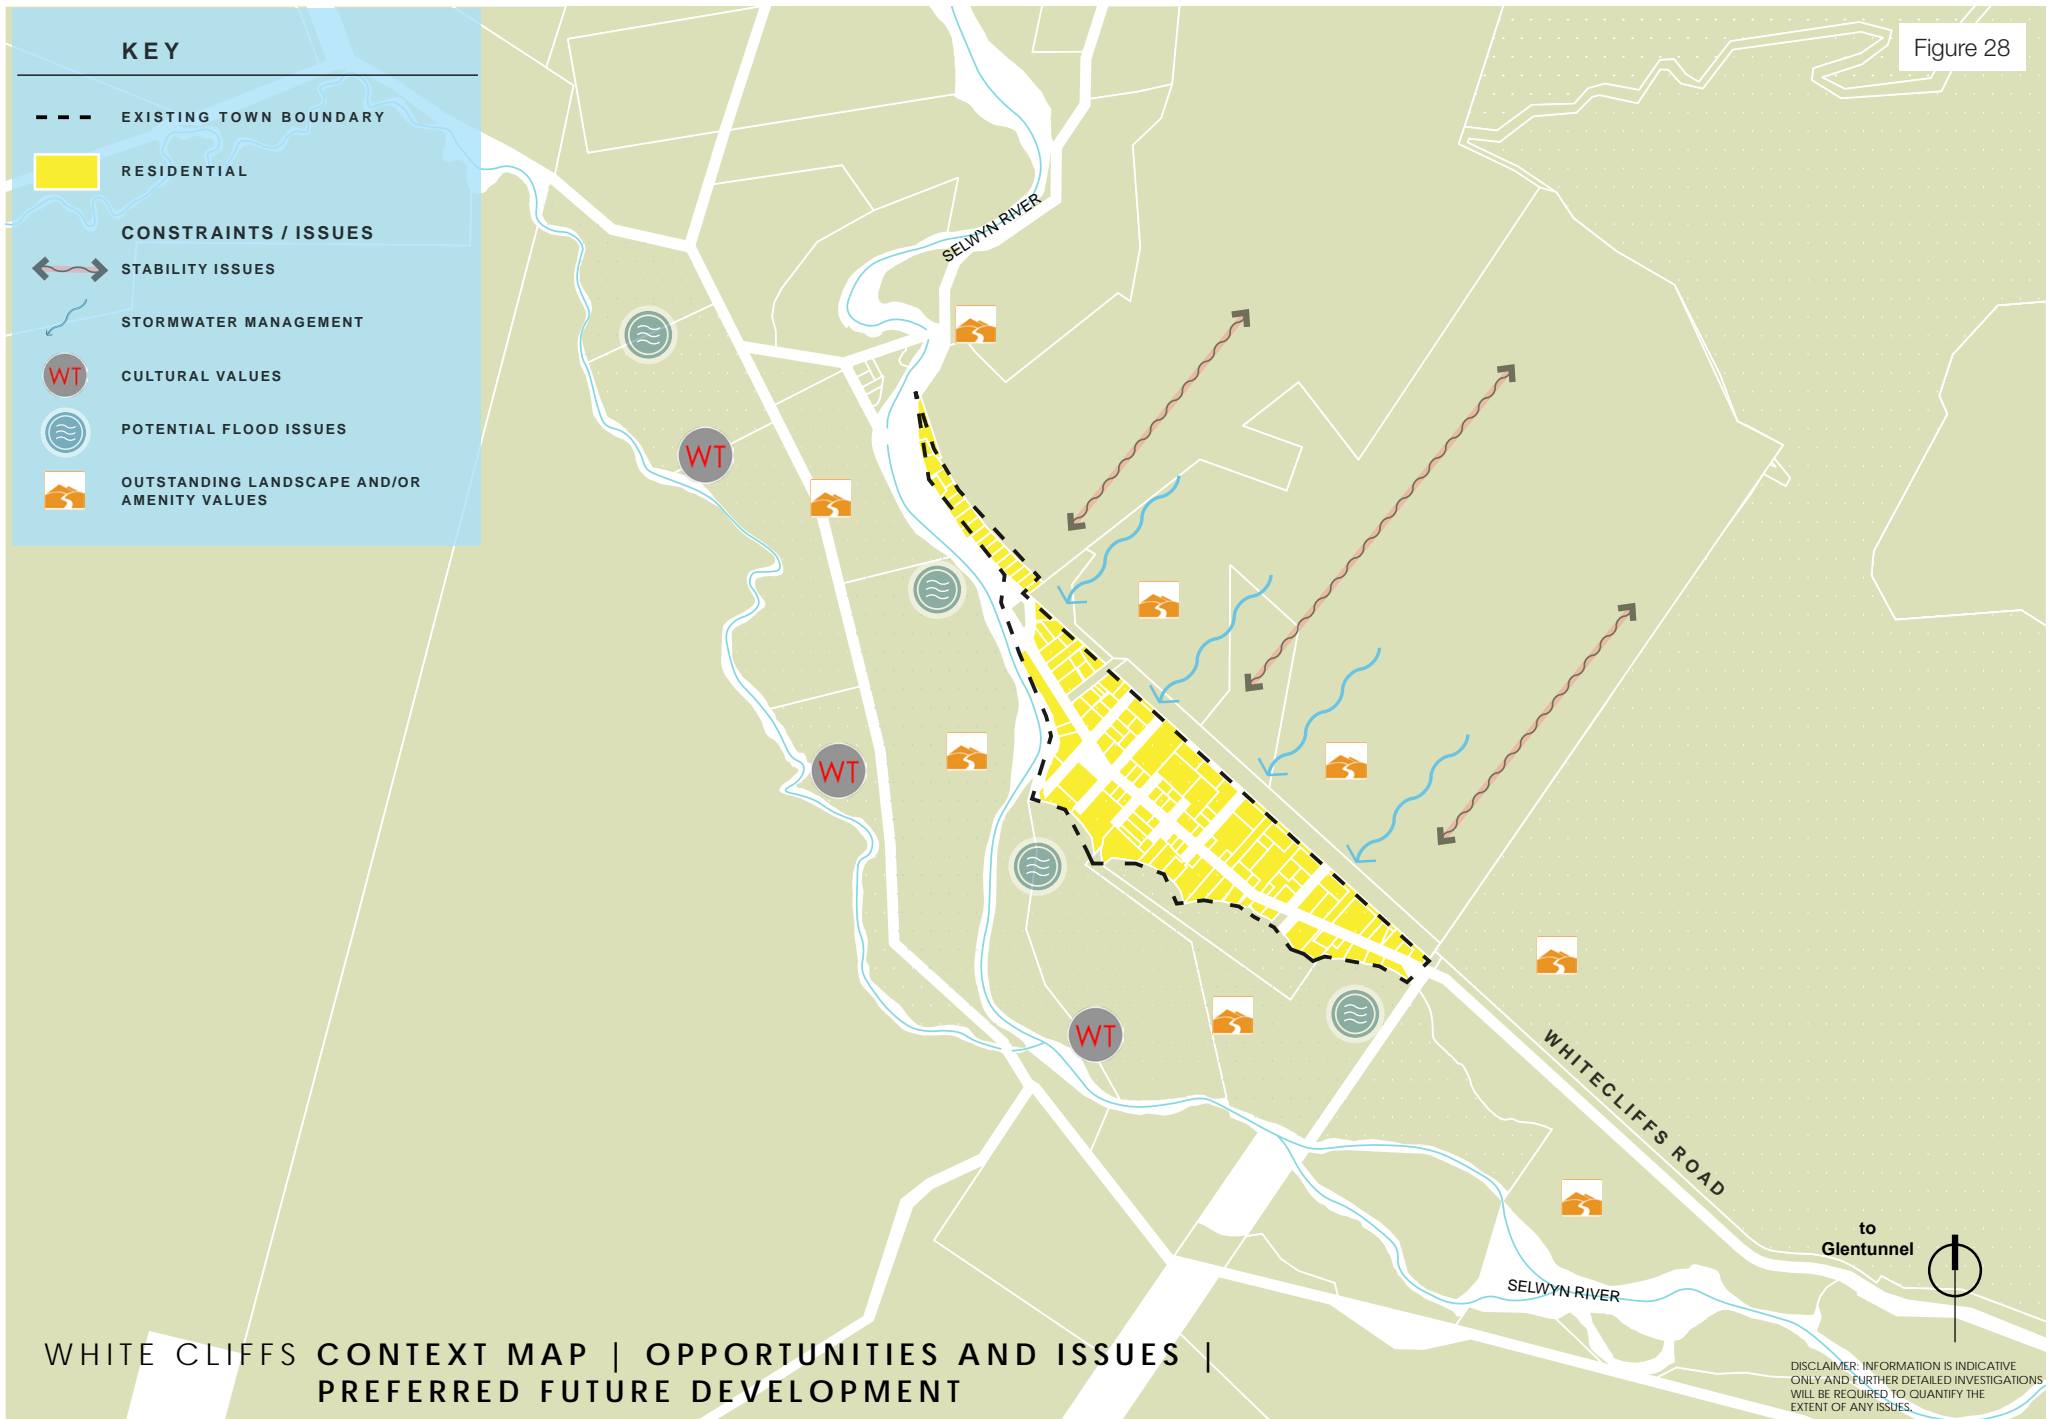 Figure 28
KEY
EXISTING TOWN BOUNDARY
RESIDENTIAL
CONSTRAINTS / ISSUES
STABILITY ISSUES
STORMWATER MANAGEMENT
WT
CULTURAL VALUES
POTENTIAL FLOOD ISSUES
OUTSTANDING LANDSCAPE AND/OR
AMENITY VALUES
SELWYN RIVER
WT
WT
WT
WHITECLIFFS ROAD
to
Glentunnel
SELWYN RIVER
WHITE CLIFFS CONTEXT MAP | OPPORTUNITIES AND ISSUES |
PREFERRED FUTURE DEVELOPMENT
DISCLAIMER: INFORMATION IS INDICATIVE
ONLY AND FURTHER DETAILED INVESTIGATIONS
WILL BE REQUIRED TO QUANTIFY THE
EXTENT OF ANY ISSUES.